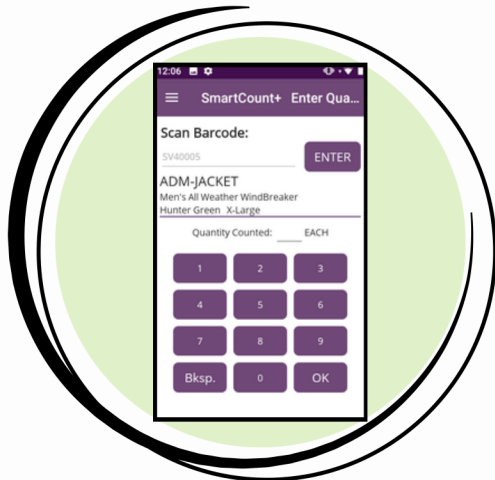 12:06
SmartCount+ Enter Qua...
Scan Barcode:
SV40005 ENTER
ADM-JACKET
Men's All Weather WindBreaker
Hunter Green X-Large
Quantity Counted: ____ EACH
1 2 3
4 5 6
7 8 9
Bksp. 0 OK